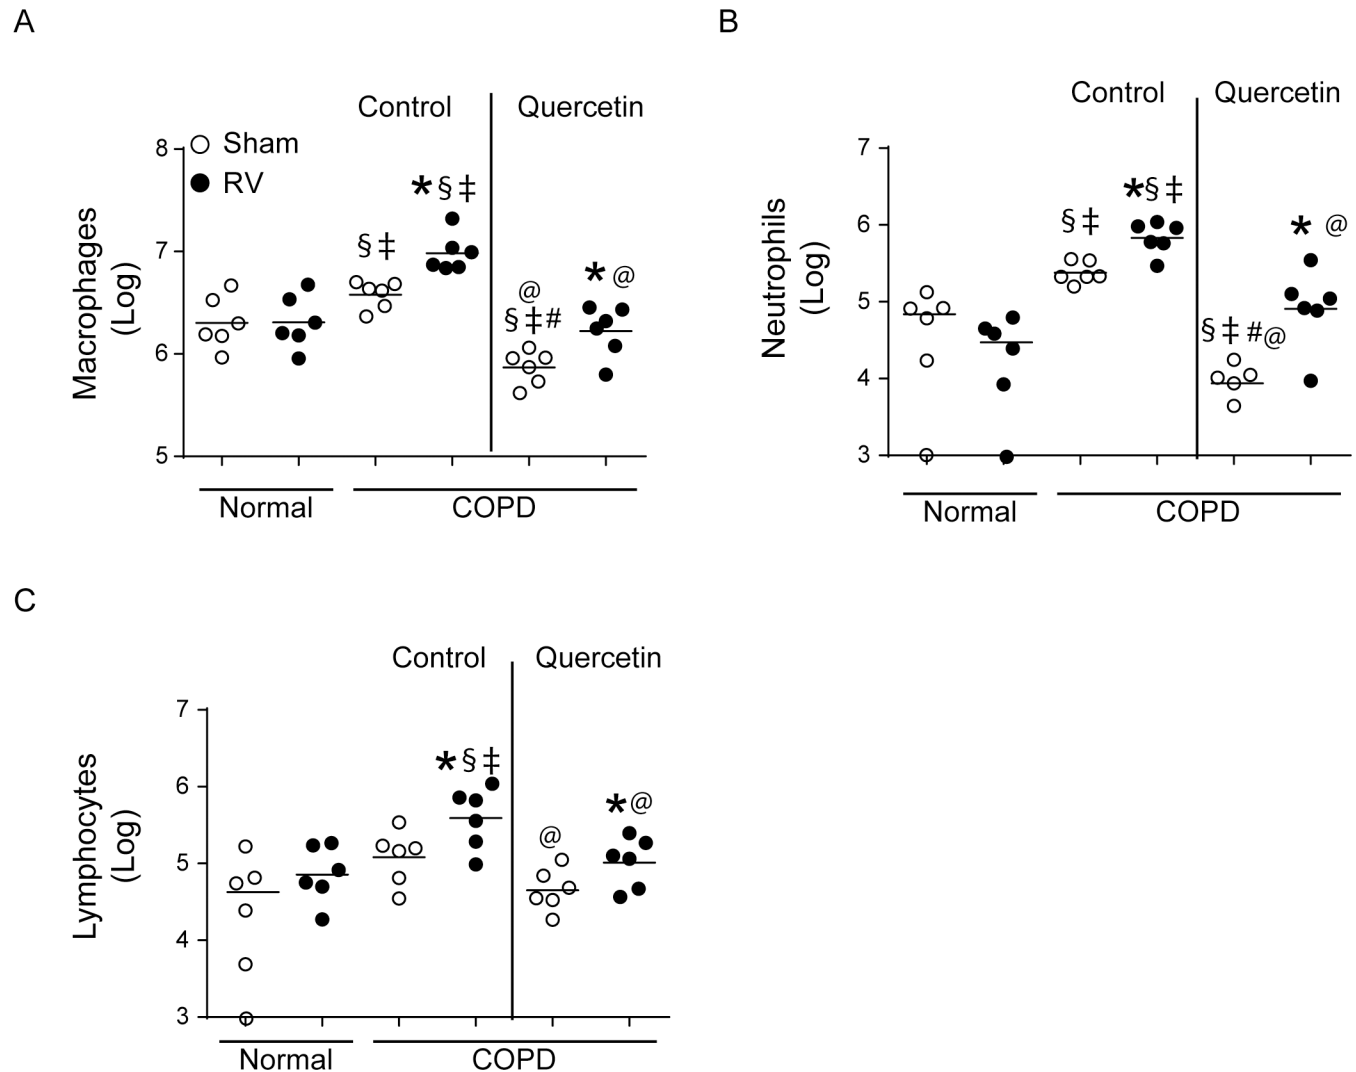 A
Control
Quercetin
Sham
RV
* § ‡
§ ‡
@
§ ‡ #
* @
Macrophages
(Log)
8
7
6
5
Normal
COPD
B
Control
Quercetin
*§ ‡
§ ‡
* @
§ ‡ #@
Neutrophils
(Log)
7
6
5
4
3
Normal
COPD
C
Control
Quercetin
* § ‡
@
*@
Lymphocytes
(Log)
7
6
5
4
3
Normal
COPD